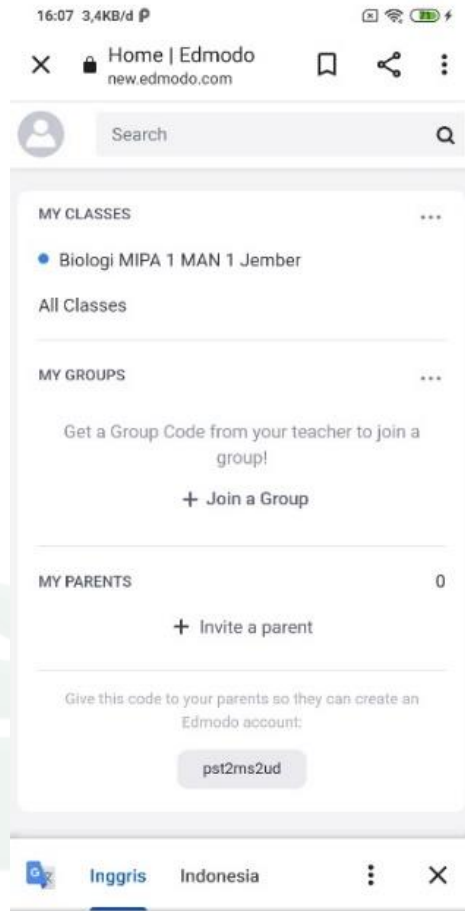 16:07 3,4KB/d
Home | Edmodo
new.edmodo.com
Search
MY CLASSES
Biologi MIPA 1 MAN 1 Jember
All Classes
MY GROUPS
Get a Group Code from your teacher to join a
group!
+ Join a Group
MY PARENTS 0
+ Invite a parent
Give this code to your parents so they can create an
Edmodo account:
pst2ms2ud
Inggris Indonesia